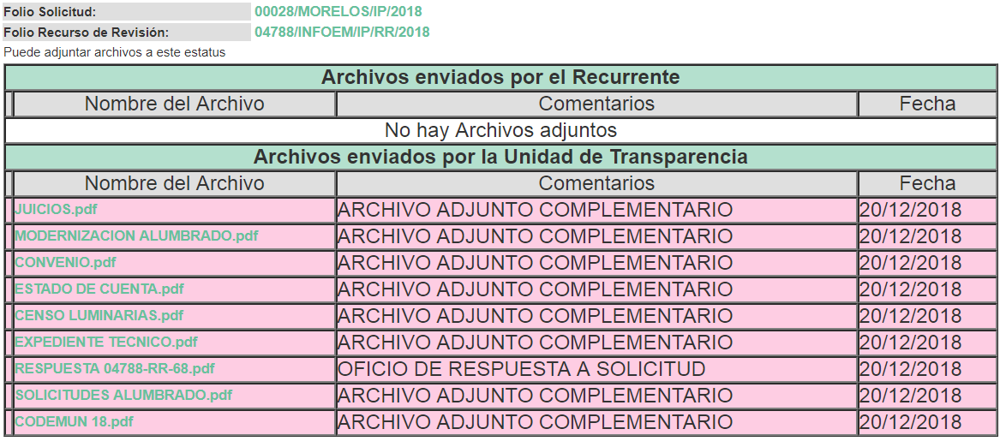 Folio Solicitud: 00028/MORELOS/IP/2018
Folio Recurso de Revisión: 04788/INFOEM/IP/RR/2018
Puede adjuntar archivos a este estatus
Archivos enviados por el Recurrente
Nombre del Archivo Comentarios Fecha
No hay Archivos adjuntos
Archivos enviados por la Unidad de Transparencia
Nombre del Archivo Comentarios Fecha
JUICIOS.pdf ARCHIVO ADJUNTO COMPLEMENTARIO 20/12/2018
MODERNIZACION ALUMBRADO.pdf ARCHIVO ADJUNTO COMPLEMENTARIO 20/12/2018
CONVENIO.pdf ARCHIVO ADJUNTO COMPLEMENTARIO 20/12/2018
ESTADO DE CUENTA.pdf ARCHIVO ADJUNTO COMPLEMENTARIO 20/12/2018
CENSO LUMINARIAS.pdf ARCHIVO ADJUNTO COMPLEMENTARIO 20/12/2018
EXPEDIENTE TECNICO.pdf ARCHIVO ADJUNTO COMPLEMENTARIO 20/12/2018
RESPUESTA 04788-RR-68.pdf OFICIO DE RESPUESTA A SOLICITUD 20/12/2018
SOLICITUDES ALUMBRADO.pdf ARCHIVO ADJUNTO COMPLEMENTARIO 20/12/2018
CODEMUN 18.pdf ARCHIVO ADJUNTO COMPLEMENTARIO 20/12/2018